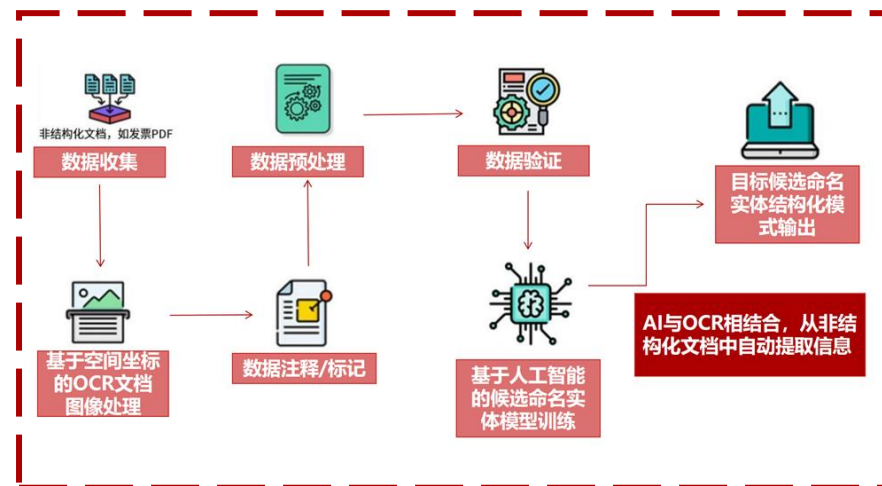 非结构化文档，如发票PDF
数据收集
数据预处理
数据验证
目标候选命名
实体结构化模
式输出
基于空间坐标
的OCR文档
图像处理
数据注释/标记
基于人工智能
的候选命名实
体模型训练
AI与OCR相结合，从非结
构化文档中自动提取信息